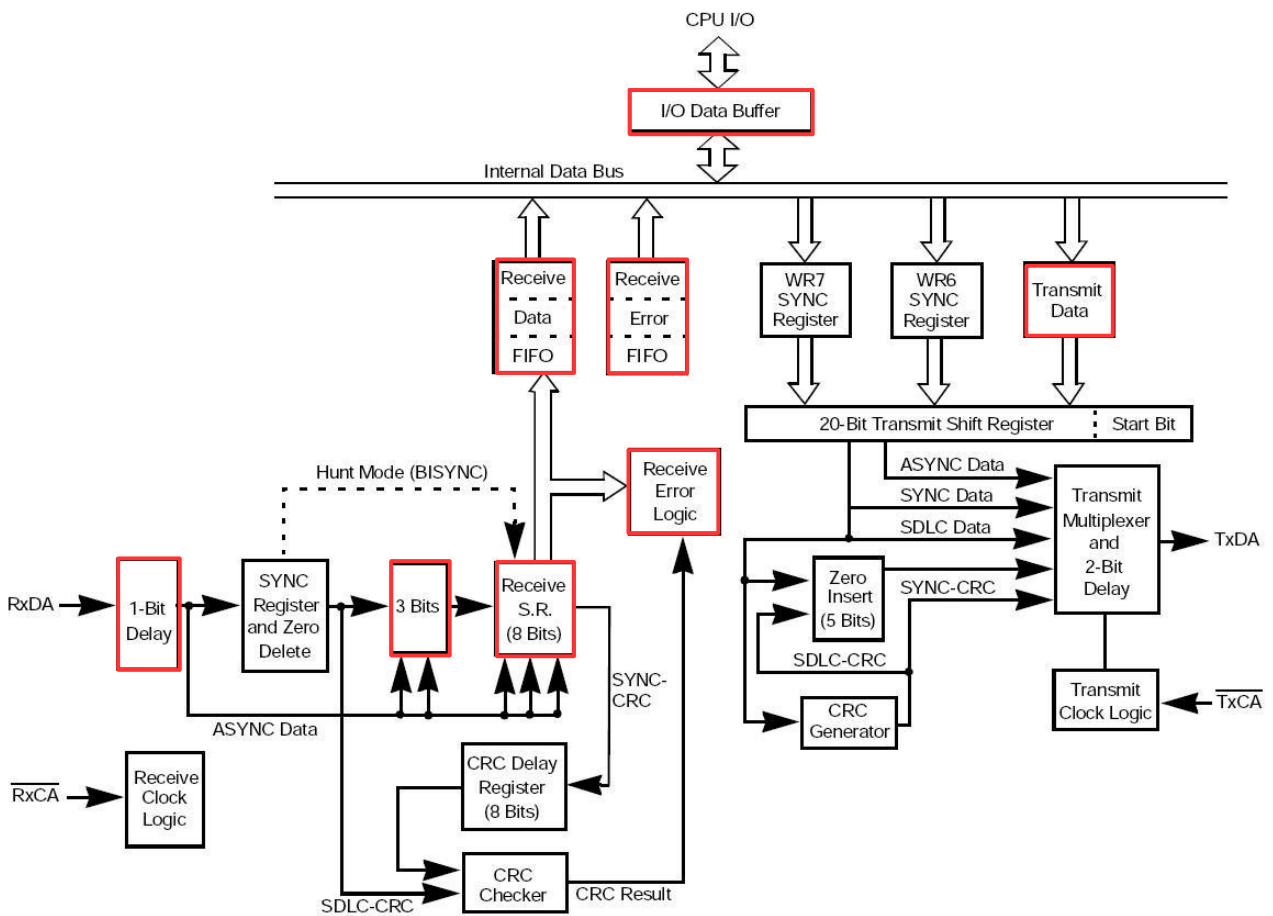 CPU I/O
I/O Data Buffer
Internal Data Bus
Receive
Data
FIFO
Receive
Error
FIFO
WR7
SYNC
Register
WR6
SYNC
Register
Transmit
Data
20-Bit Transmit Shift Register
Start Bit
Hunt Mode (BISYNC)
Receive
Error
Logic
ASYNC Data
SYNC Data
SDLC Data
Transmit
Multiplexer
and
2-Bit
Delay
TxDA
RxDA
1-Bit
Delay
SYNC
Register
and Zero
Delete
3 Bits
Receive
S.R.
(8 Bits)
Zero
Insert
(5 Bits)
SYNC-CRC
SDLC-CRC
SYNC-
CRC
ASYNC Data
CRC
Generator
Transmit
Clock Logic
TxCA
RxCA
Receive
Clock
Logic
CRC Delay
Register
(8 Bits)
CRC
Checker
SDLC-CRC
CRC Result